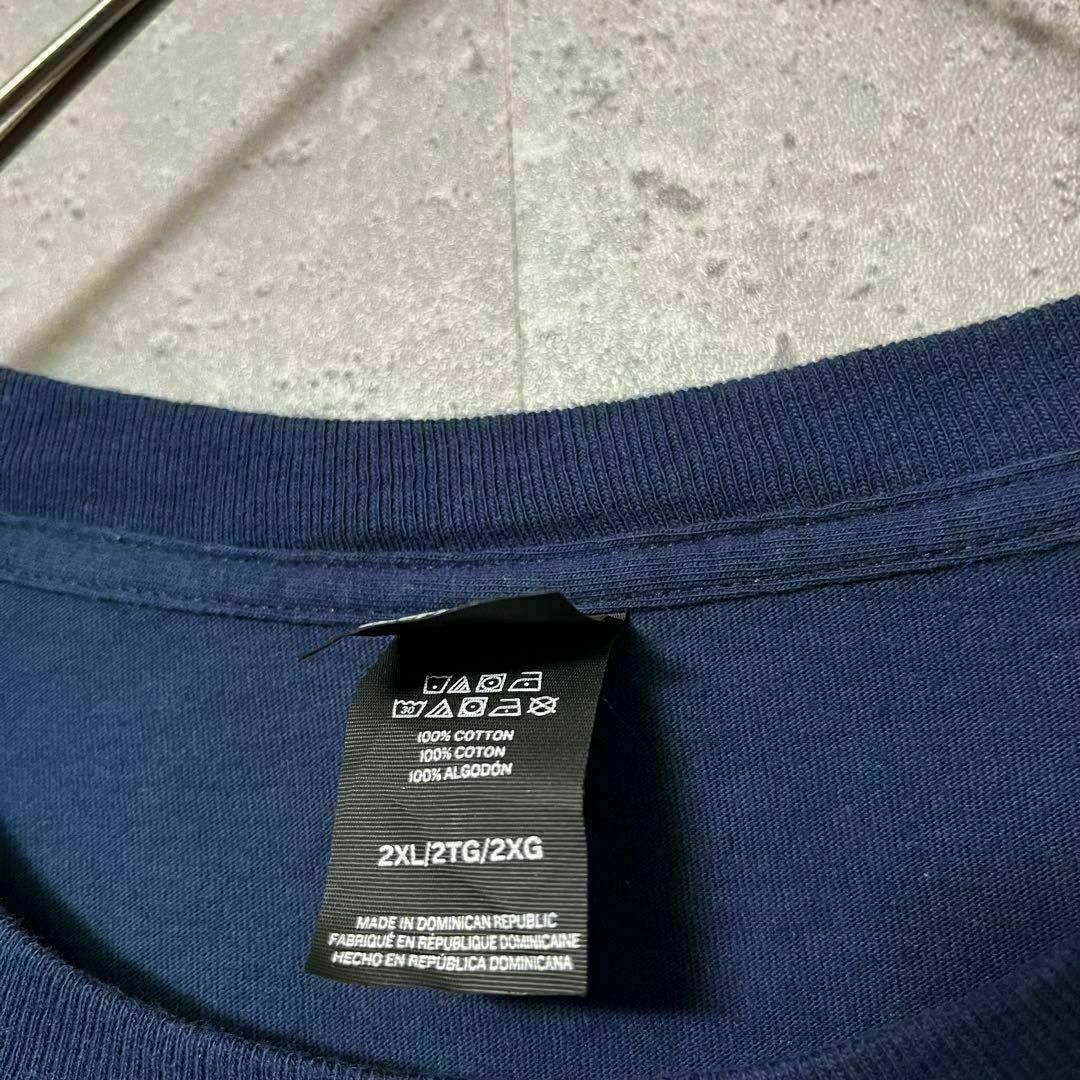 30
100% COTTON
100% COTON
100% ALGODÓN
2XL/2TG/2XG
MADE IN DOMINICAN REPUBLIC
FABRIQUÉ EN RÉPUBLIQUE DOMINICAINE
HECHO EN REPÚBLICA DOMINICANA